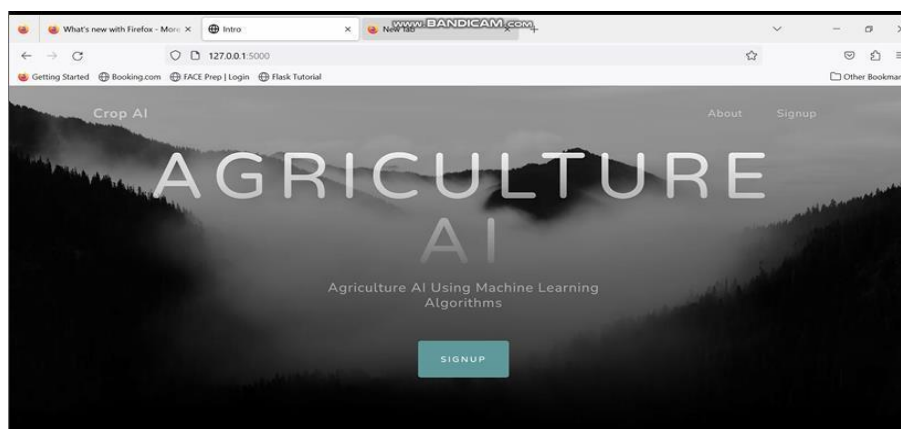 www.BANDICAM.com
What's new with Firefox - More
Intro
New Tab
127.0.0.1:5000
Getting Started Booking.com FACE Prep | Login Flask Tutorial Other Bookmar
Crop AI About Signup
AGRICULTURE
AI
Agriculture AI Using Machine Learning
Algorithms
SIGNUP